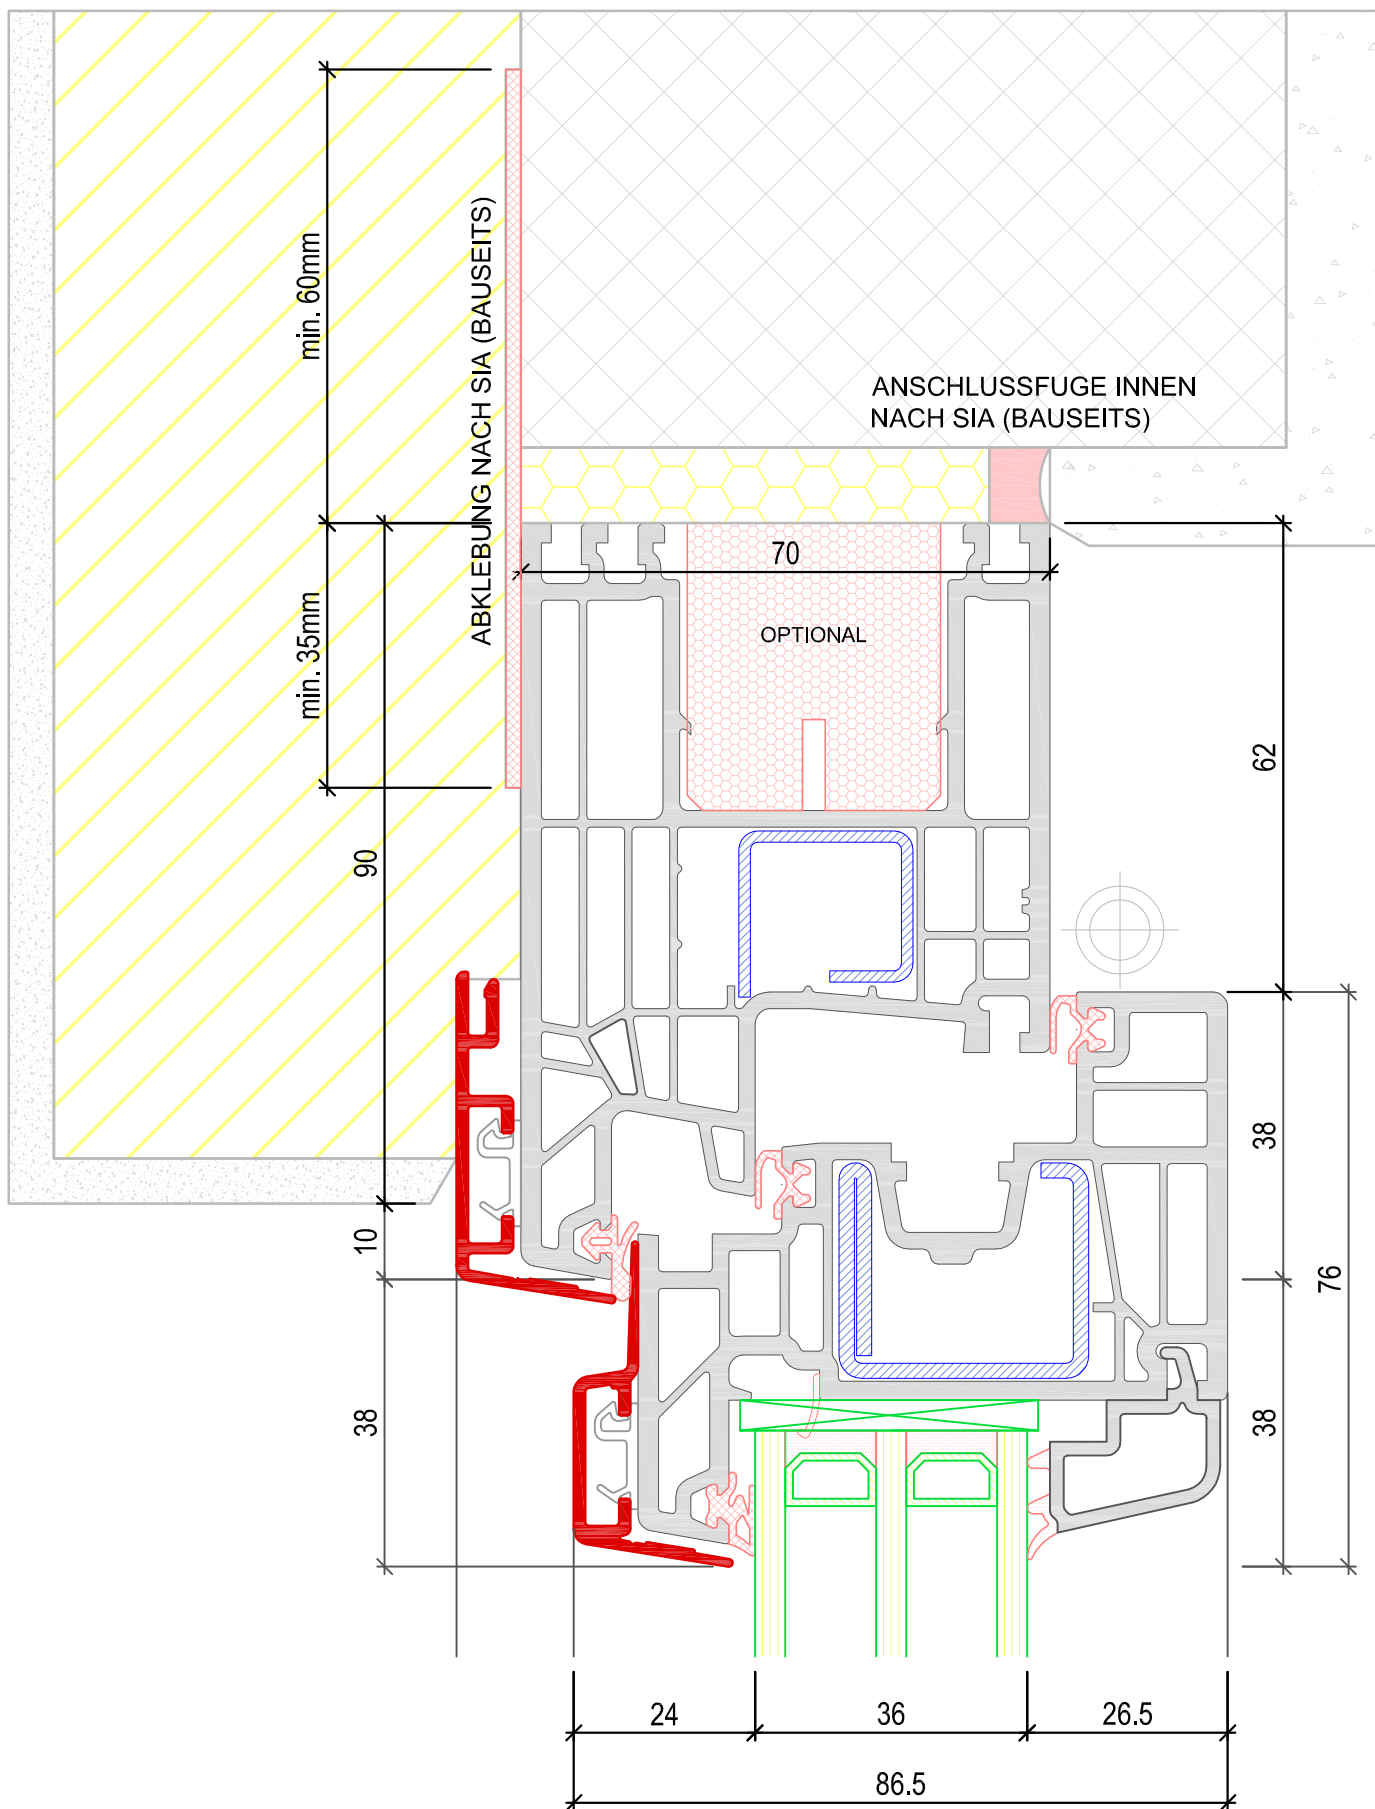 min. 60mm
ABKLEBUNG NACH SIA (BAUSEITS)
ANSCHLUSSFUGE INNEN
NACH SIA (BAUSEITS)
70
OPTIONAL
min. 35mm
62
90
38
10
76
38
38
24
36
26.5
86.5